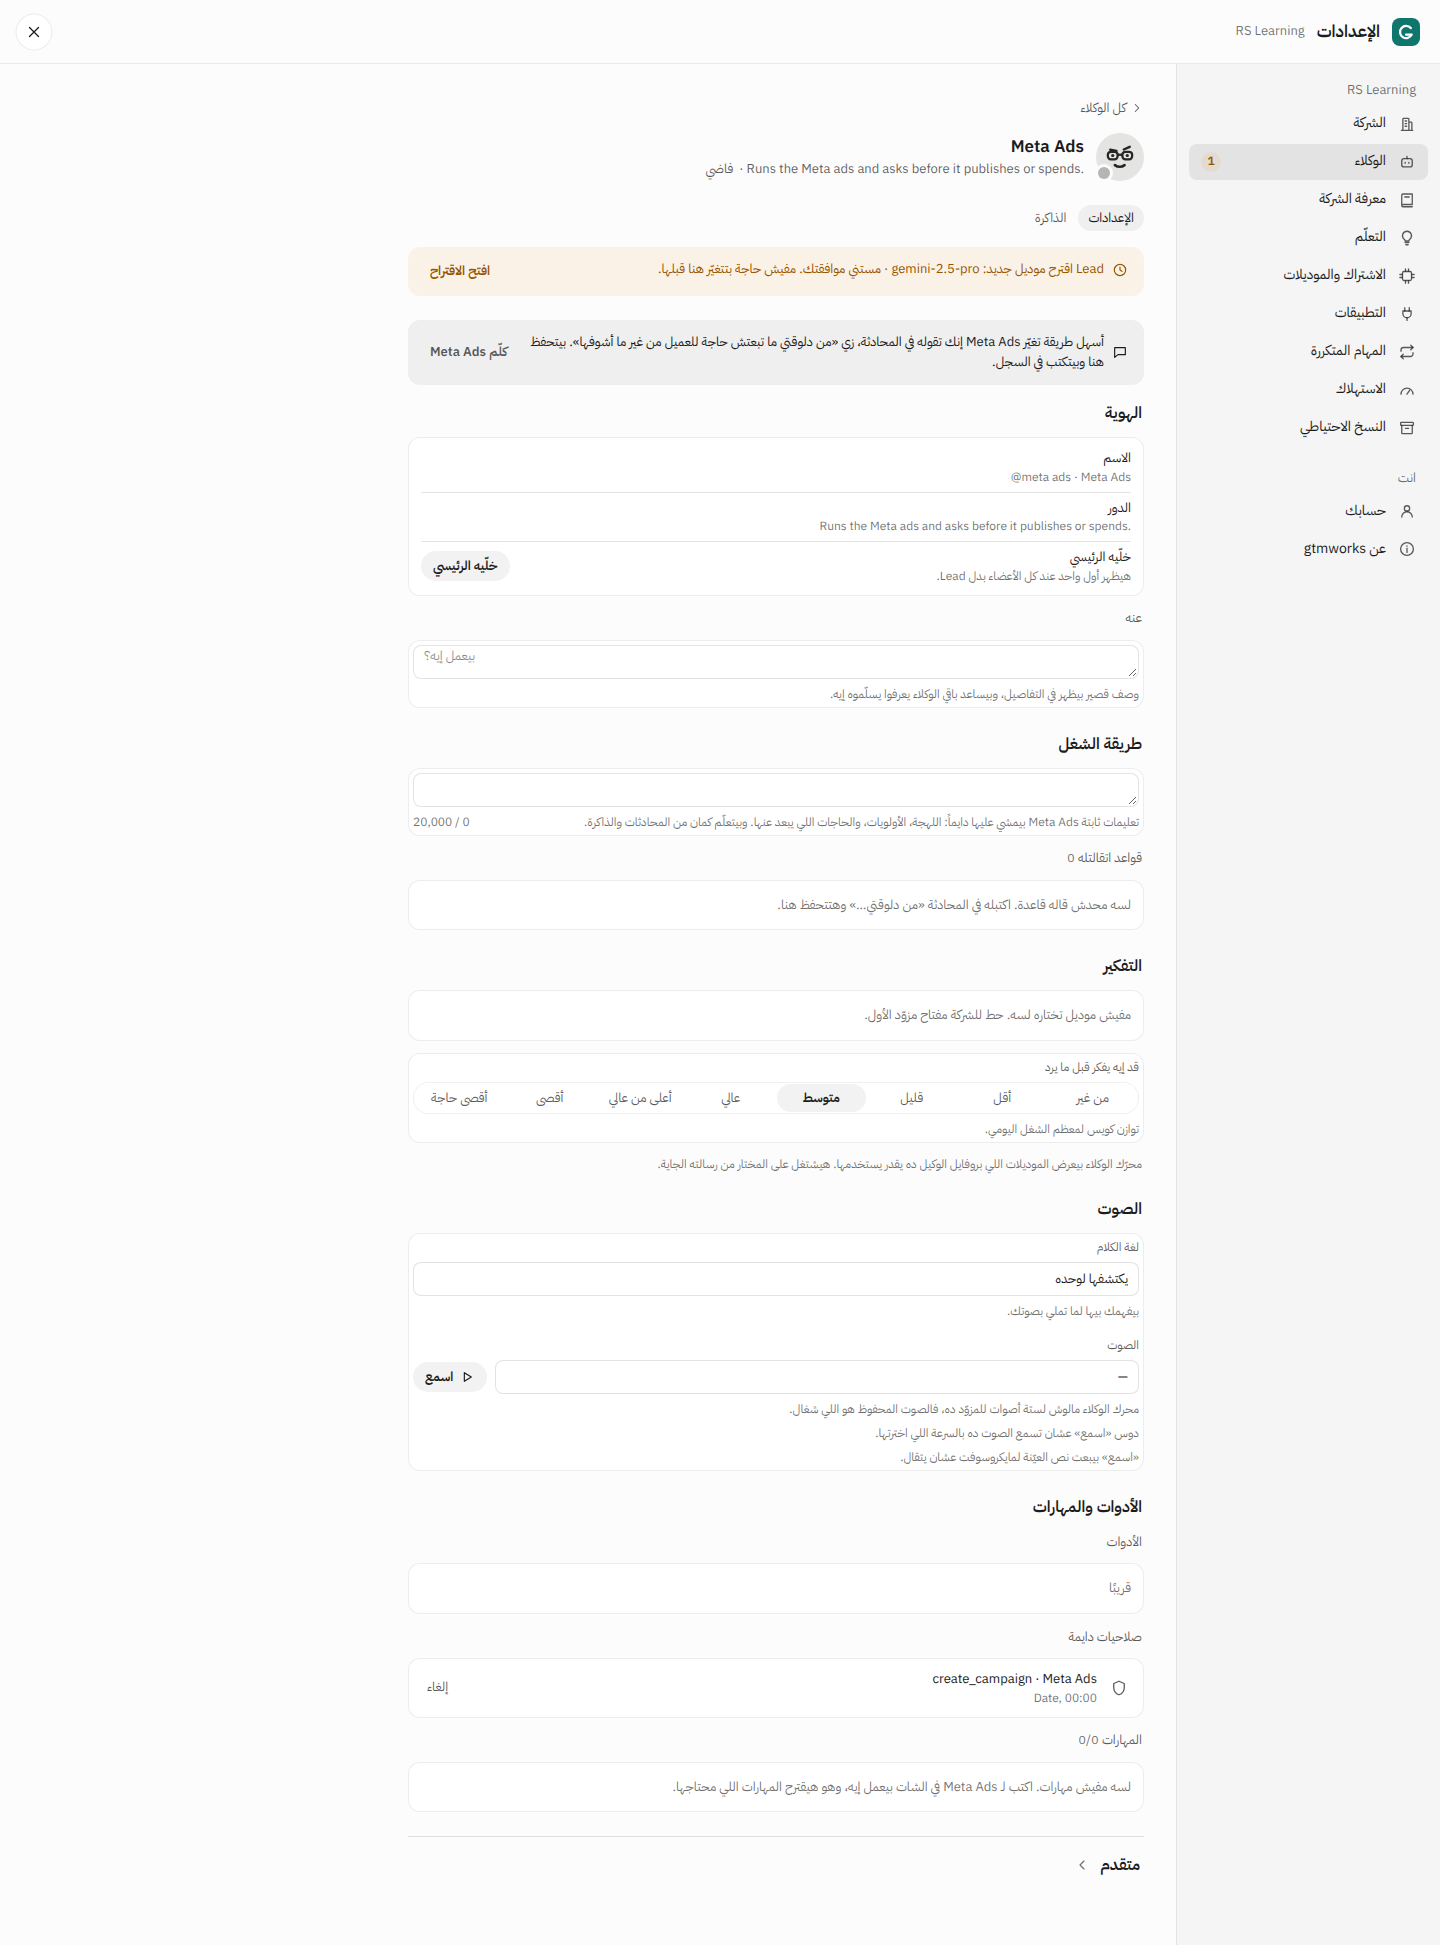 الإعدادات RS Learning
RS Learning
الشركة
الوكلاء 1
معرفة الشركة
التعلّم
الاشتراك والموديلات
التطبيقات
المهام المتكررة
الاستهلاك
النسخ الاحتياطي
انت
حسابك
عن gtmworks
كل الوكلاء
Meta Ads
Runs the Meta ads and asks before it publishes or spends. · فاضي
الإعدادات الذاكرة
Lead اقترح موديل جديد: gemini-2.5-pro · مستني موافقتك. مفيش حاجة بتتغيّر هنا قبلها.
افتح الاقتراح
أسهل طريقة تغيّر Meta Ads إنك تقوله في المحادثة، زي «من دلوقتي ما تبعتش حاجة للعميل من غير ما أشوفها». بيتحفظ
هنا وبيتكتب في السجل.
كلّم Meta Ads
الهوية
الاسم
@meta ads · Meta Ads
الدور
Runs the Meta ads and asks before it publishes or spends.
خلّيه الرئيسي
هيظهر أول واحد عند كل الأعضاء بدل Lead.
خلّيه الرئيسي
عنه
بيعمل إيه؟
وصف قصير بيظهر في التفاصيل، وبيساعد باقي الوكلاء يعرفوا يسلّموه إيه.
طريقة الشغل
تعليمات ثابتة Meta Ads بيمشي عليها دايماً: اللهجة، الأولويات، والحاجات اللي يبعد عنها. وبيتعلّم كمان من المحادثات والذاكرة.
20,000 / 0
قواعد اتقالتله 0
لسه محدش قاله قاعدة. اكتبله في المحادثة «من دلوقتي...» وهتتحفظ هنا.
التفكير
مفيش موديل تختاره لسه. حط للشركة مفتاح مزوّد الأول.
قد إيه يفكر قبل ما يرد
من غير أقل قليل متوسط عالي أعلى من عالي أقصى أقصى حاجة
توازن كويس لمعظم الشغل اليومي.
محرّك الوكلاء بيعرض الموديلات اللي بروفايل الوكيل ده يقدر يستخدمها. هيشتغل على المختار من رسالته الجاية.
الصوت
لغة الكلام
يكتشفها لوحده
بيفهمك بيها لما تملي بصوتك.
الصوت
—
اسمع
محرك الوكلاء مالوش لستة أصوات للمزوّد ده، فالصوت المحفوظ هو اللي شغال.
دوس «اسمع» عشان تسمع الصوت ده بالسرعة اللي اخترتها.
«اسمع» بيبعت نص العيّنة لمايكروسوفت عشان يتقال.
الأدوات والمهارات
الأدوات
قريبًا
صلاحيات دايمة
create_campaign · Meta Ads
Date, 00:00
إلغاء
المهارات 0/0
لسه مفيش مهارات. اكتب لـ Meta Ads في الشات بيعمل إيه، وهو هيقترح المهارات اللي محتاجها.
متقدم